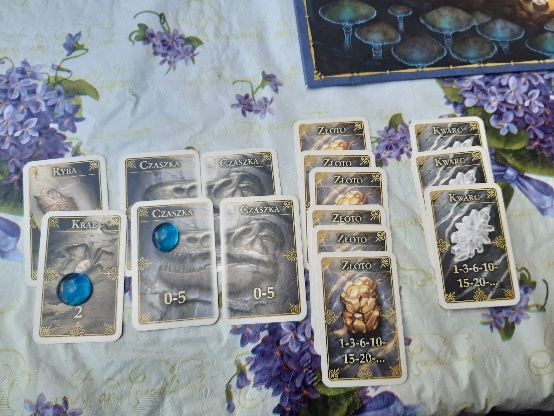 Ryba
Krab
2
Czaszka
Czaszka
Czaszka
0-5
Czaszka
0-5
Złoto
Złoto
Złoto
Złoto
Złoto
Złoto
1-3-6-10-
15-20-...
Kwarc
Kwarc
Kwarc
1-3-6-10-
15-20-...